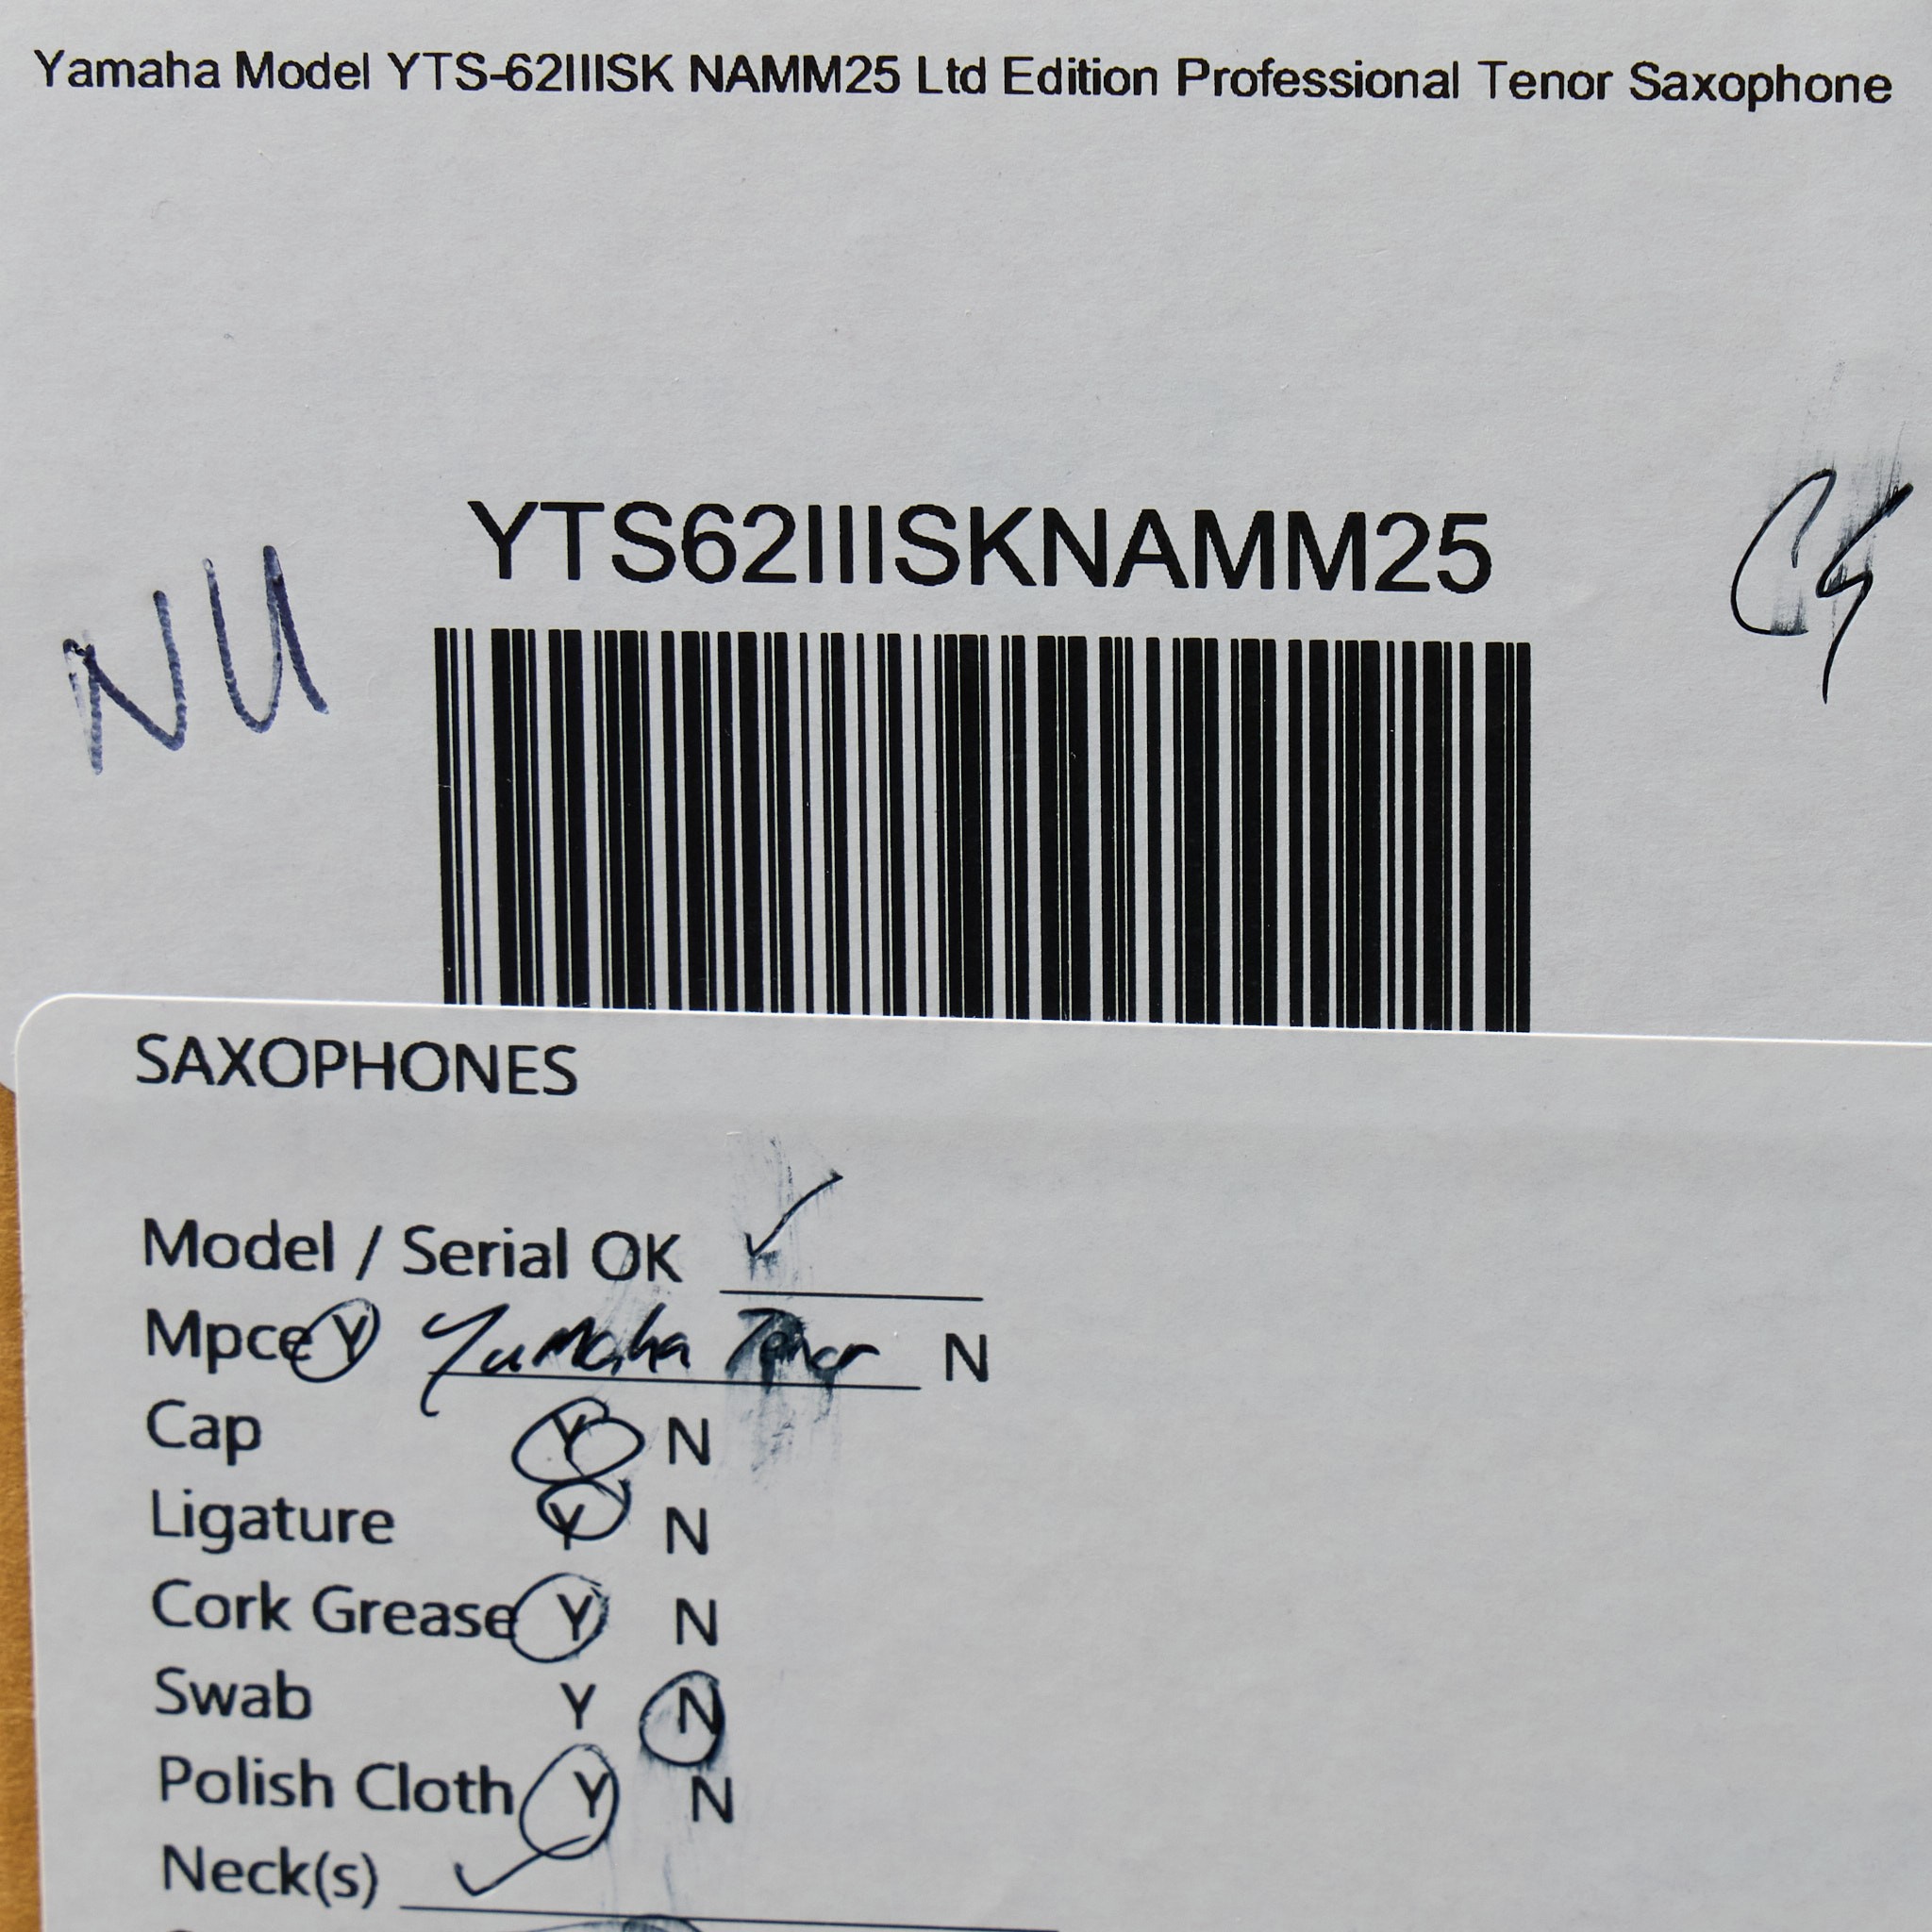 Yamaha Model YTS-62IIISK NAMM25 Ltd Edition Professional Tenor Saxophone
YTS62IIISKNAMM25
NU
SAXOPHONES
Model / Serial OK ✓
Mpce Y Yamaha Tenor N
Cap Y N
Ligature Y N
Cork Grease Y N
Swab Y N
Polish Cloth Y N
Neck(s) ✓